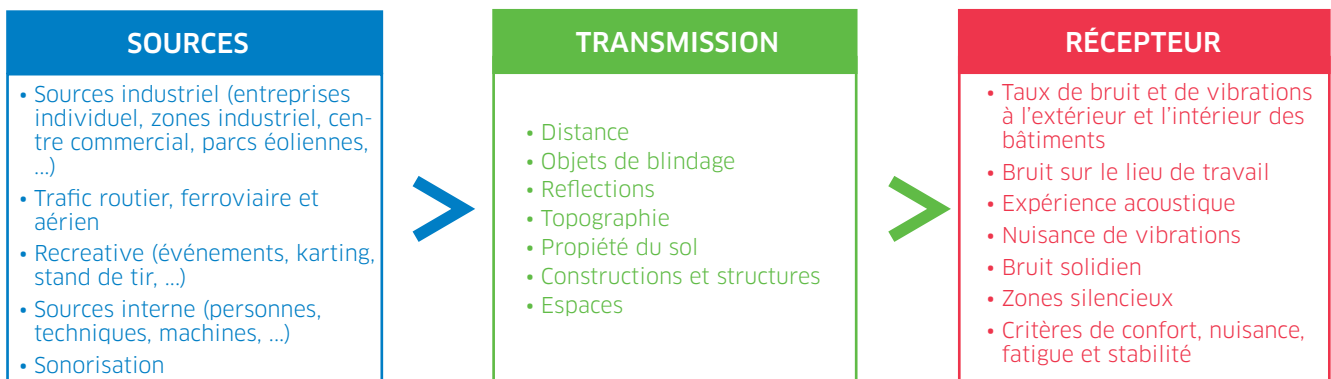 SOURCES
• Sources industriel (entreprises
individuel, zones industriel, cen-
tre commercial, parcs éoliennes,
...)
• Trafic routier, ferroviaire et
aérien
• Recreative (événements, karting,
stand de tir, ...)
• Sources interne (personnes,
techniques, machines, ...)
• Sonorisation
TRANSMISSION
• Distance
• Objets de blindage
• Reflections
• Topographie
• Propiété du sol
• Constructions et structures
• Espaces
RÉCEPTEUR
• Taux de bruit et de vibrations
à l'extérieur et l'intérieur des
bâtiments
• Bruit sur le lieu de travail
• Expérience acoustique
• Nuisance de vibrations
• Bruit solidien
• Zones silencieux
• Critères de confort, nuisance,
fatigue et stabilité